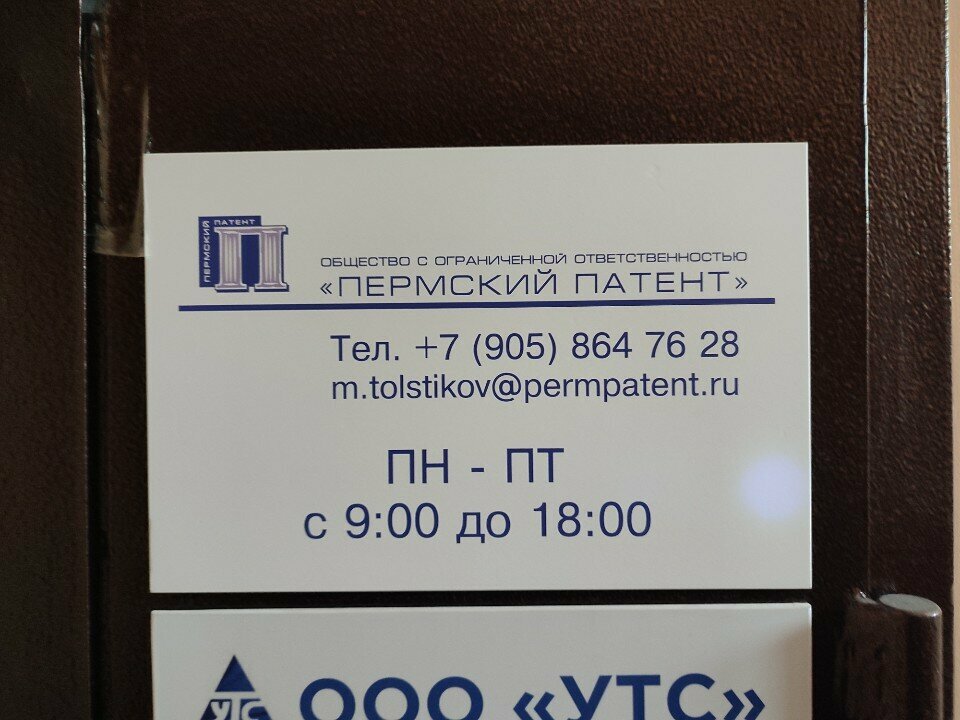 ПЕРМСКИЙ ПАТЕНТ
ОБЩЕСТВО С ОГРАНИЧЕННОЙ ОТВЕТСТВЕННОСТЬЮ
«ПЕРМСКИЙ ПАТЕНТ»
Тел. +7 (905) 864 76 28
m.tolstikov@permpatent.ru
ПН - ПТ
с 9:00 до 18:00
УТС
ООО «УТС»